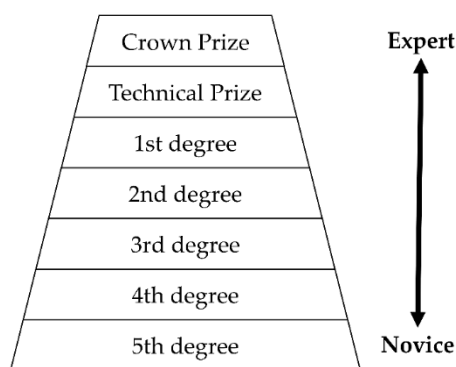 Crown Prize
Expert
Technical Prize
1st degree
2nd degree
3rd degree
4th degree
5th degree
Novice